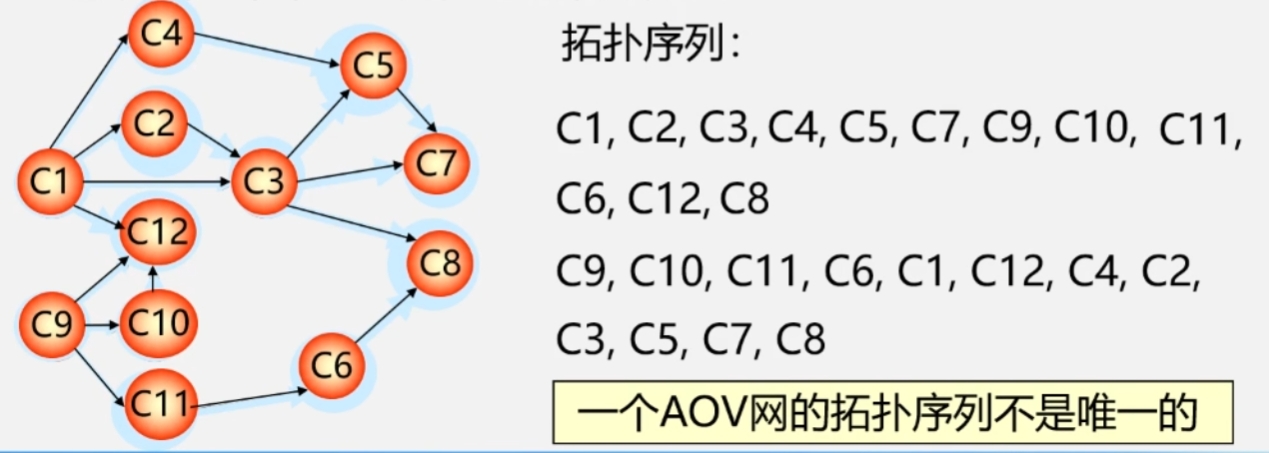 C4
C5
C2
C7
C1
C3
C12
C8
C9
C10
C6
C11
拓扑序列：
C1, C2, C3, C4, C5, C7, C9, C10, C11,
C6, C12, C8
C9, C10, C11, C6, C1, C12, C4, C2,
C3, C5, C7, C8
一个AOV网的拓扑序列不是唯一的